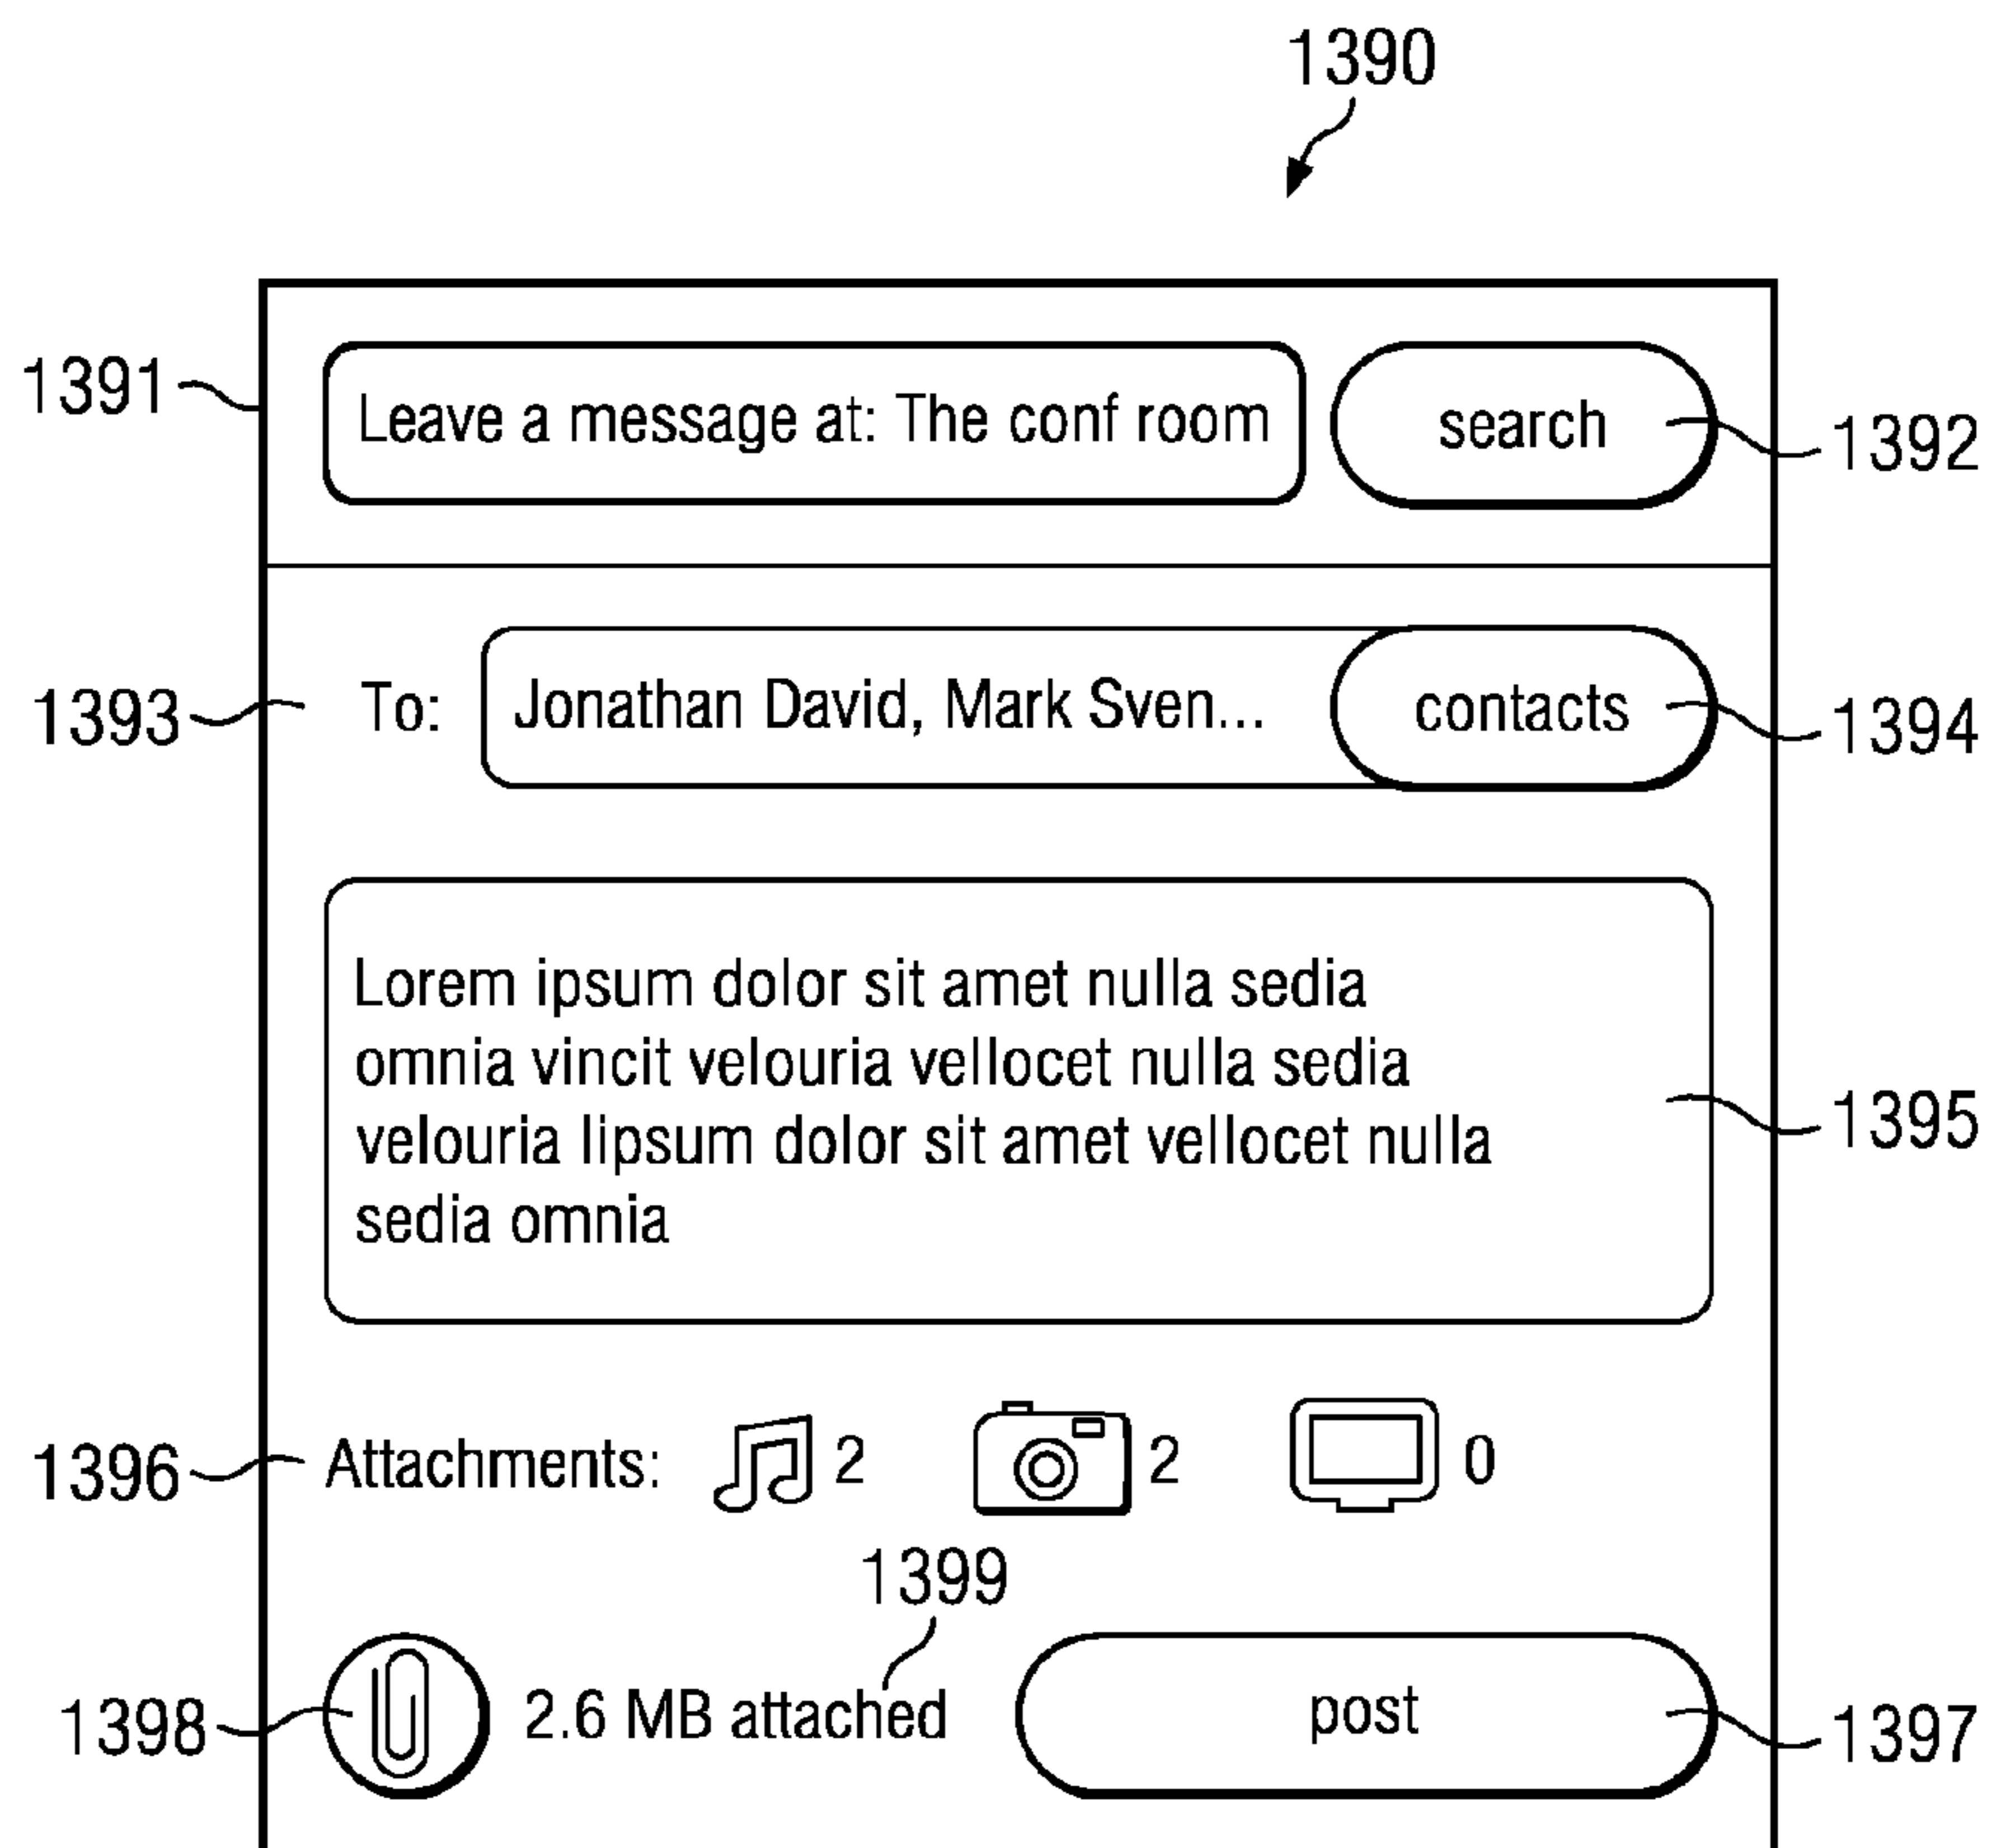 1390
1391 Leave a message at: The conf room search 1392
1393 To: Jonathan David, Mark Sven... contacts 1394
Lorem ipsum dolor sit amet nulla sedia
omnia vincit velouria vellocet nulla sedia
velouria lipsum dolor sit amet vellocet nulla
sedia omnia
1395
1396 Attachments: 2 2 0
1399
1398 2.6 MB attached post 1397